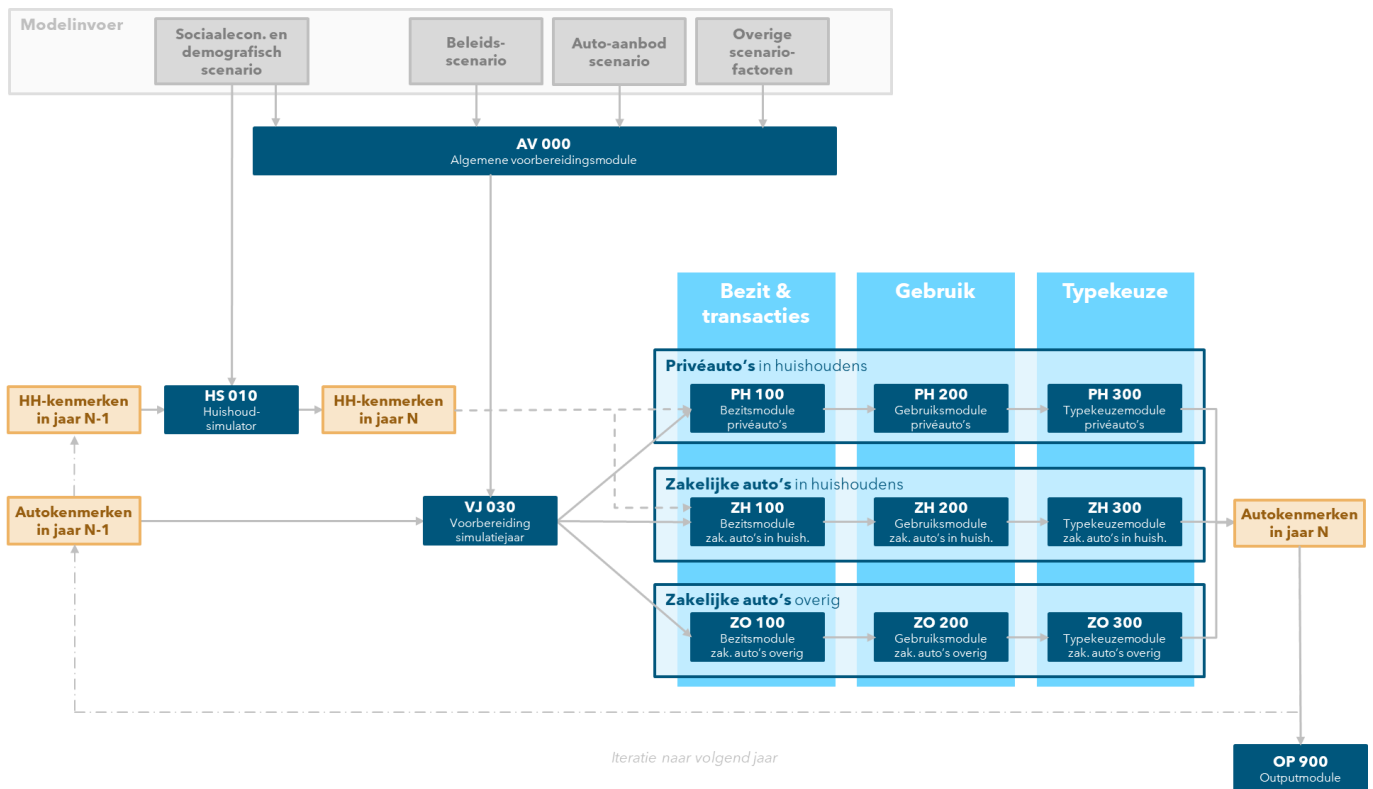 Modelinvoer
Sociaalecon. en
demografisch
scenario
Beleids-
scenario
Auto-aanbod
scenario
Overige
scenario-
factoren
AV 000
Algemene voorbereidingsmodule
Bezit &
transacties
Gebruik
Typekeuze
Privéauto’s in huishoudens
HH-kenmerken
in jaar N-1
HS 010
Huishoud-
simulator
HH-kenmerken
in jaar N
PH 100
Bezitsmodule
privéauto’s
PH 200
Gebruiksmodule
privéauto’s
PH 300
Typekeuzemodule
privéauto’s
Zakelijke auto’s in huishoudens
Autokenmerken
in jaar N-1
VJ 030
Voorbereiding
simulatiejaar
ZH 100
Bezitsmodule
zak. auto’s in huish.
ZH 200
Gebruiksmodule
zak. auto’s in huish.
ZH 300
Typekeuzemodule
zak. auto’s in huish.
Autokenmerken
in jaar N
Zakelijke auto’s overig
ZO 100
Bezitsmodule
zak. auto’s overig
ZO 200
Gebruiksmodule
zak. auto’s overig
ZO 300
Typekeuzemodule
zak. auto’s overig
Iteratie naar volgend jaar
OP 900
Outputmodule